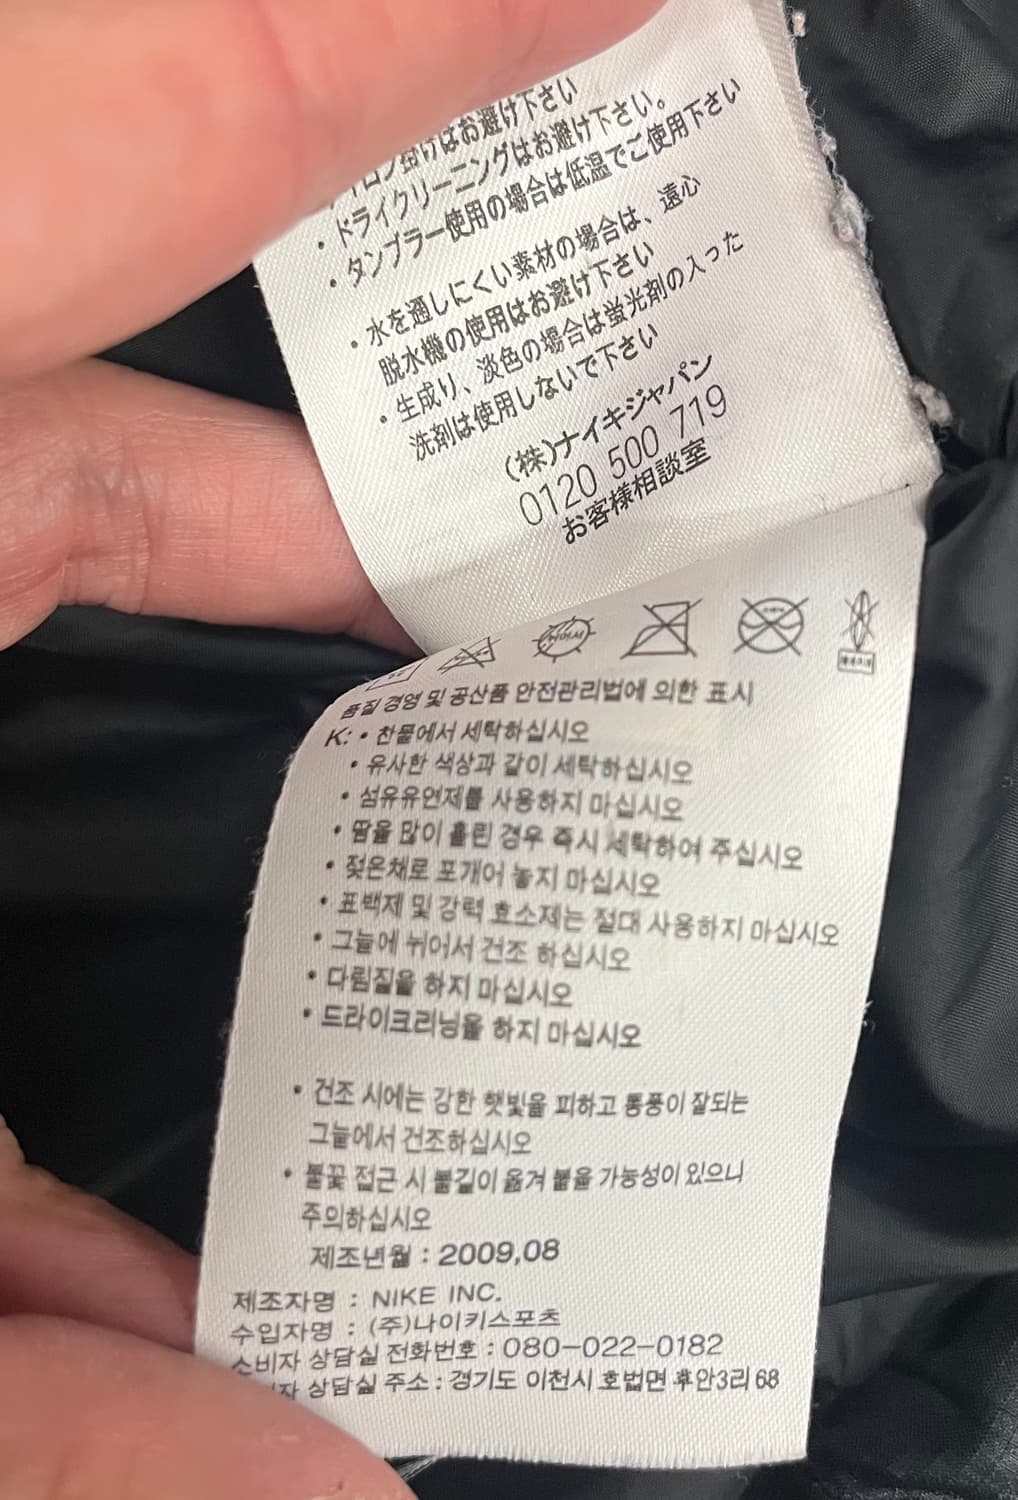 イロン掛けはお避け下さい
・ドライクリーニングはお避け下さい。
・タンブラー使用の場合は低温でご使用下さい
・水を通しにくい素材の場合は、遠心
脱水機の使用はお避け下さい
・生成り、淡色の場合は蛍光剤の入った
洗剤は使用しないで下さい
(株)ナイキジャパン
0120 500 719
お客様相談室
품질 경영 및 공산품 안전관리법에 의한 표시
K: • 찬물에서 세탁하십시오
• 유사한 색상과 같이 세탁하십시오
• 섬유유연제를 사용하지 마십시오
• 땀을 많이 흘린 경우 즉시 세탁하여 주십시오
• 젖은채로 포개어 놓지 마십시오
• 표백제 및 강력 효소제는 절대 사용하지 마십시오
• 그늘에 뉘어서 건조 하십시오
• 다림질을 하지 마십시오
• 드라이크리닝을 하지 마십시오
• 건조 시에는 강한 햇빛을 피하고 통풍이 잘되는
그늘에서 건조하십시오
• 불꽃 접근 시 불길이 옮겨 붙을 가능성이 있으니
주의하십시오
제조년월 : 2009,08
제조자명 : NIKE INC.
수입자명 : (주)나이키스포츠
소비자 상담실 전화번호 : 080-022-0182
자 상담실 주소 : 경기도 이천시 호법면 후안3리 68